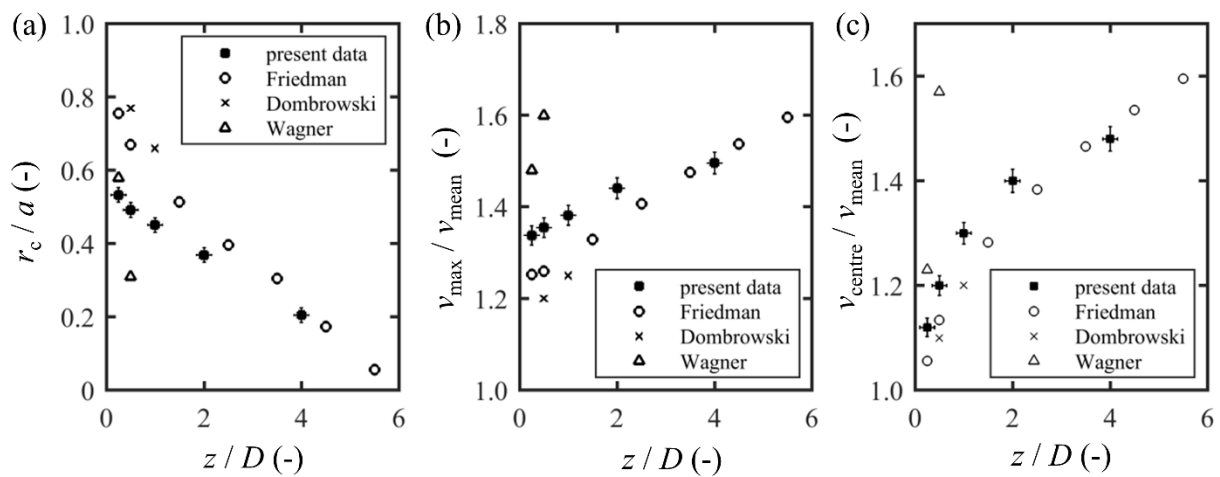 (a)
1.0
0.8
0.6
0.4
0.2
0
r_c / a (-)
present data
Friedman
Dombrowski
Wagner
0 2 4 6
z / D (-)
(b)
1.8
1.6
1.4
1.2
1.0
v_max / v_mean (-)
present data
Friedman
Dombrowski
Wagner
0 2 4 6
z / D (-)
(c)
1.6
1.4
1.2
1.0
v_centre / v_mean (-)
present data
Friedman
Dombrowski
Wagner
0 2 4 6
z / D (-)